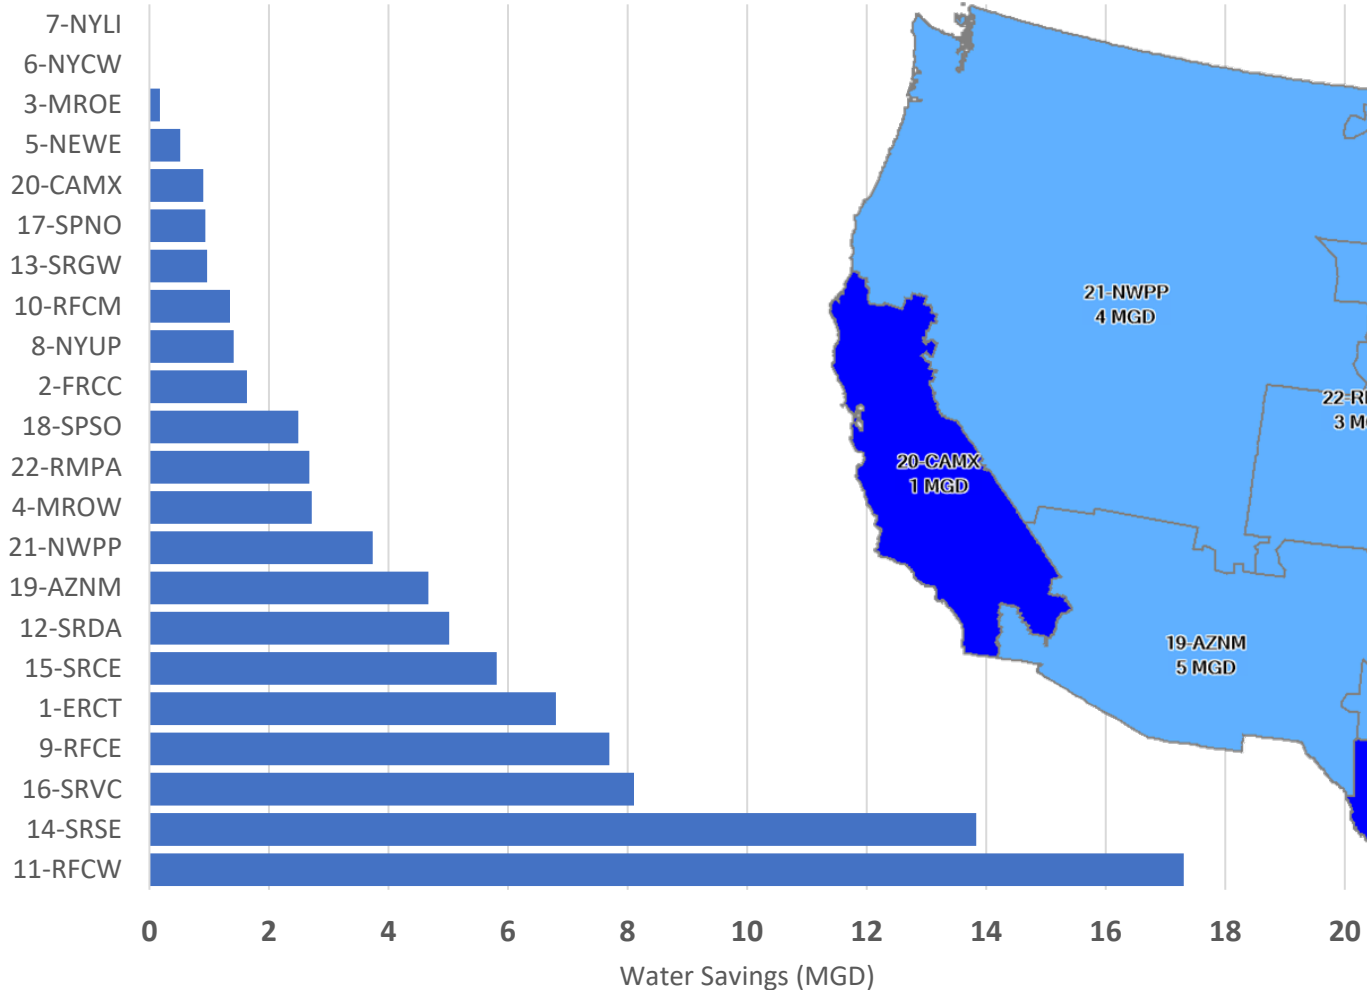 7-NYLI
6-NYCW
3-MROE
5-NEWE
20-CAMX
17-SPNO
13-SRGW
10-RFCM
8-NYUP
2-FRCC
18-SPSO
22-RMPA
4-MROW
21-NWPP
19-AZNM
12-SRDA
15-SRCE
1-ERCT
9-RFCE
16-SRVC
14-SRSE
11-RFCW
0 2 4 6 8 10 12 14 16 18 20
Water Savings (MGD)
21-NWPP
4 MGD
20-CAMX
1 MGD
19-AZNM
5 MGD
3